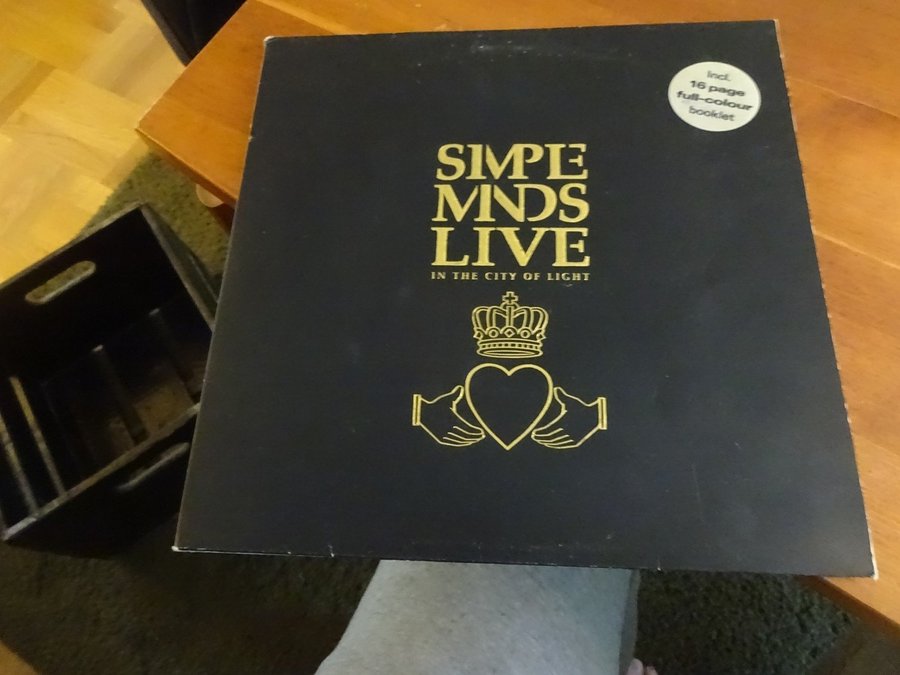 Incl.
16 page
full-colour
booklet
SIMPLE
MINDS
LIVE
IN THE CITY OF LIGHT